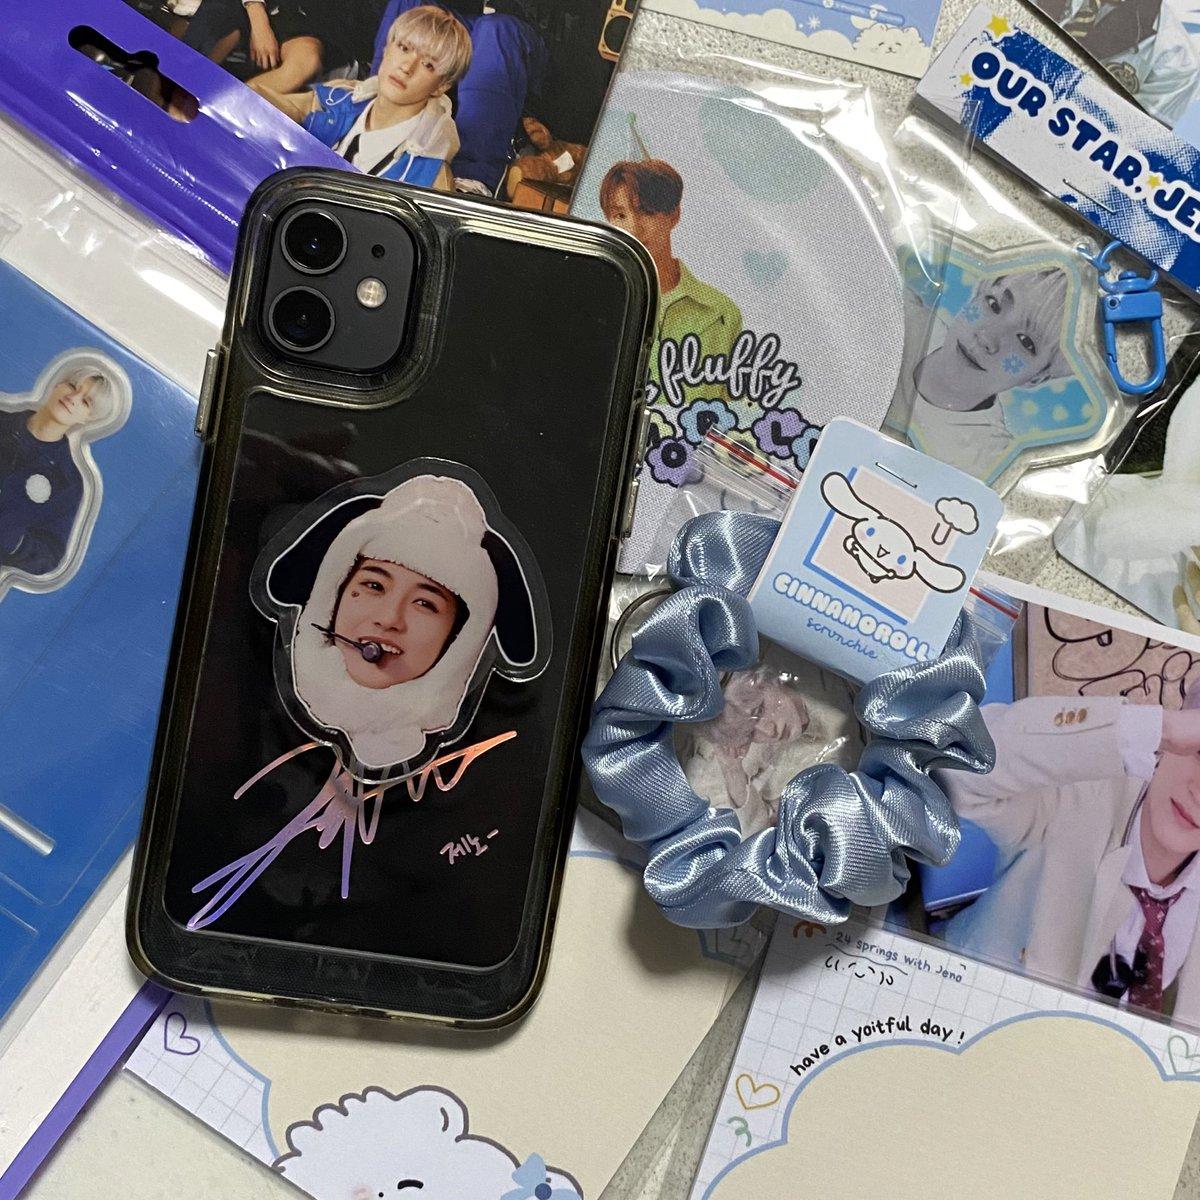 OUR STAR, JE
fluffy
CINNAMOROLL
scrunchie
제노
24 springs with Jeno
have a yoitful day!